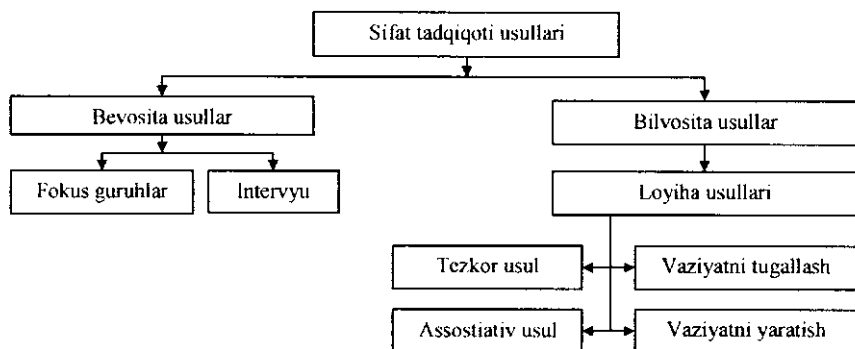 Sifat tadqiqoti usullari
Bevosita usullar
Bilvosita usullar
Fokus guruhlar
Intervyu
Loyiha usullari
Tezkor usul
Vaziyatni tugallash
Assostiativ usul
Vaziyatni yaratish